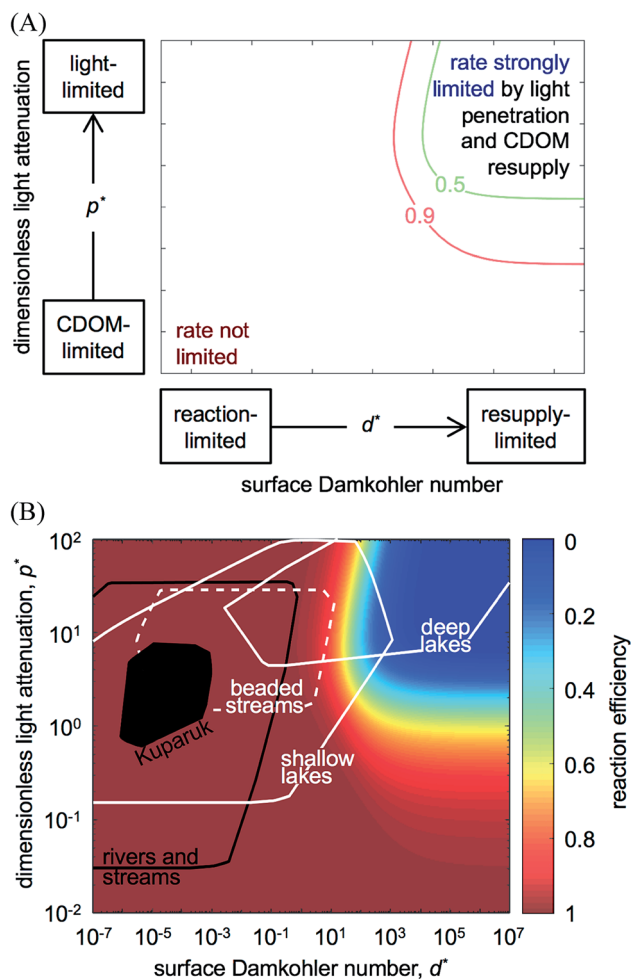 (A)
dimensionless light attenuation
light-
limited
p*
CDOM-
limited
rate strongly
limited by light
penetration
and CDOM
resupply
0.5
0.9
rate not
limited
reaction-
limited
d*
resupply-
limited
surface Damkohler number
(B)
dimensionless light attenuation, p*
10²
10¹
10⁰
10⁻¹
10⁻²
deep
lakes
beaded
streams
Kuparuk
shallow
lakes
rivers and
streams
10⁻⁷ 10⁻⁵ 10⁻³ 10⁻¹ 10¹ 10³ 10⁵ 10⁷
surface Damkohler number, d*
0
0.2
0.4
0.6
0.8
1
reaction efficiency